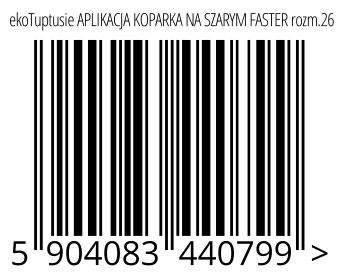 ekoTuptusie APLIKACJA KOPARKA NA SZARYM FASTER rozm.26
5 904083 440799 >